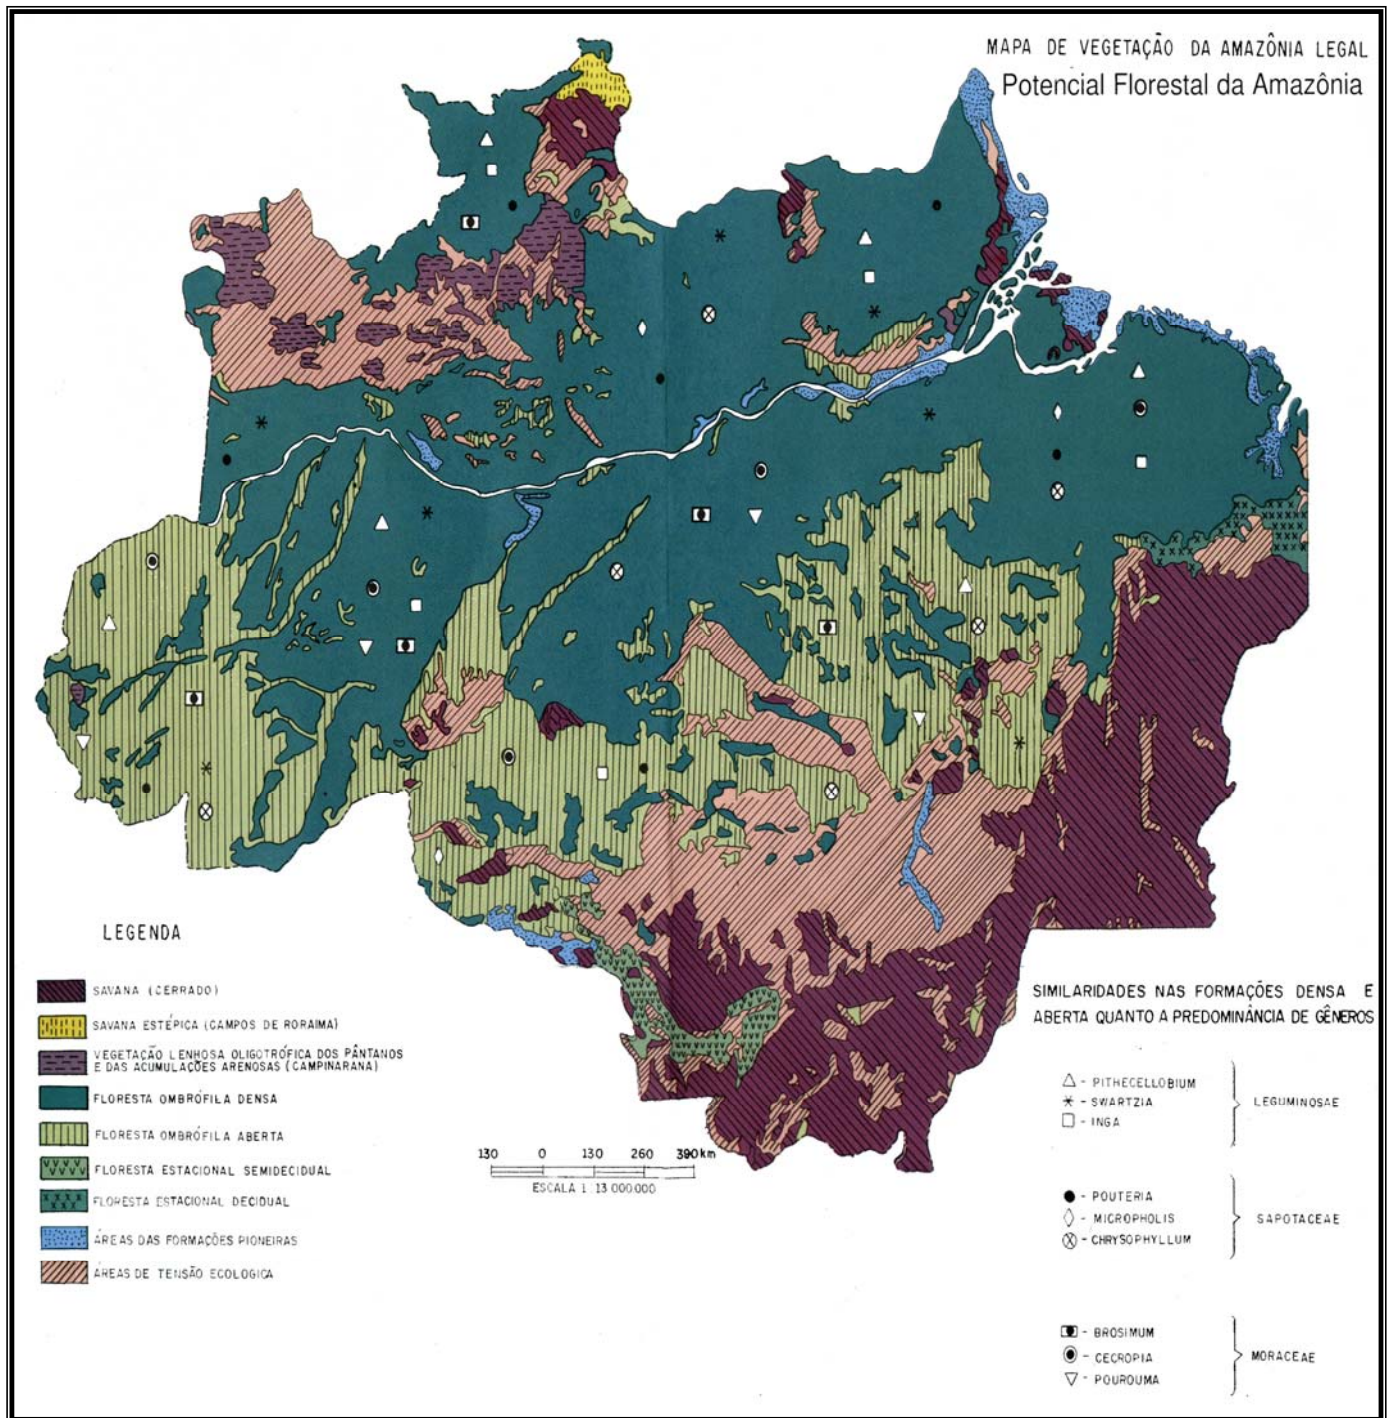 MAPA DE VEGETAÇÃO DA AMAZÔNIA LEGAL
Potencial Florestal da Amazônia
LEGENDA
SAVANA (CERRADO)
SAVANA ESTÉPICA (CAMPOS DE RORAIMA)
VEGETAÇÃO LENHOSA OLIGOTRÓFICA DOS PÂNTANOS
E DAS ACUMULAÇÕES ARENOSAS (CAMPINARANA)
FLORESTA OMBRÓFILA DENSA
FLORESTA OMBRÓFILA ABERTA
FLORESTA ESTACIONAL SEMIDECIDUAL
FLORESTA ESTACIONAL DECIDUAL
ÁREAS DAS FORMAÇÕES PIONEIRAS
ÁREAS DE TENSÃO ECOLOGICA
130 0 130 260 390 km
ESCALA 1:13 000.000
SIMILARIDADES NAS FORMAÇÕES DENSA E
ABERTA QUANTO A PREDOMINÂNCIA DE GÊNEROS
- PITHECELLOBIUM
- SWARTZIA
- INGA
LEGUMINOSAE
- POUTERIA
- MICROPHOLIS
- CHRYSOPHYLLUM
SAPOTACEAE
- BROSIMUM
- CECROPIA
- POUROUMA
MORACEAE